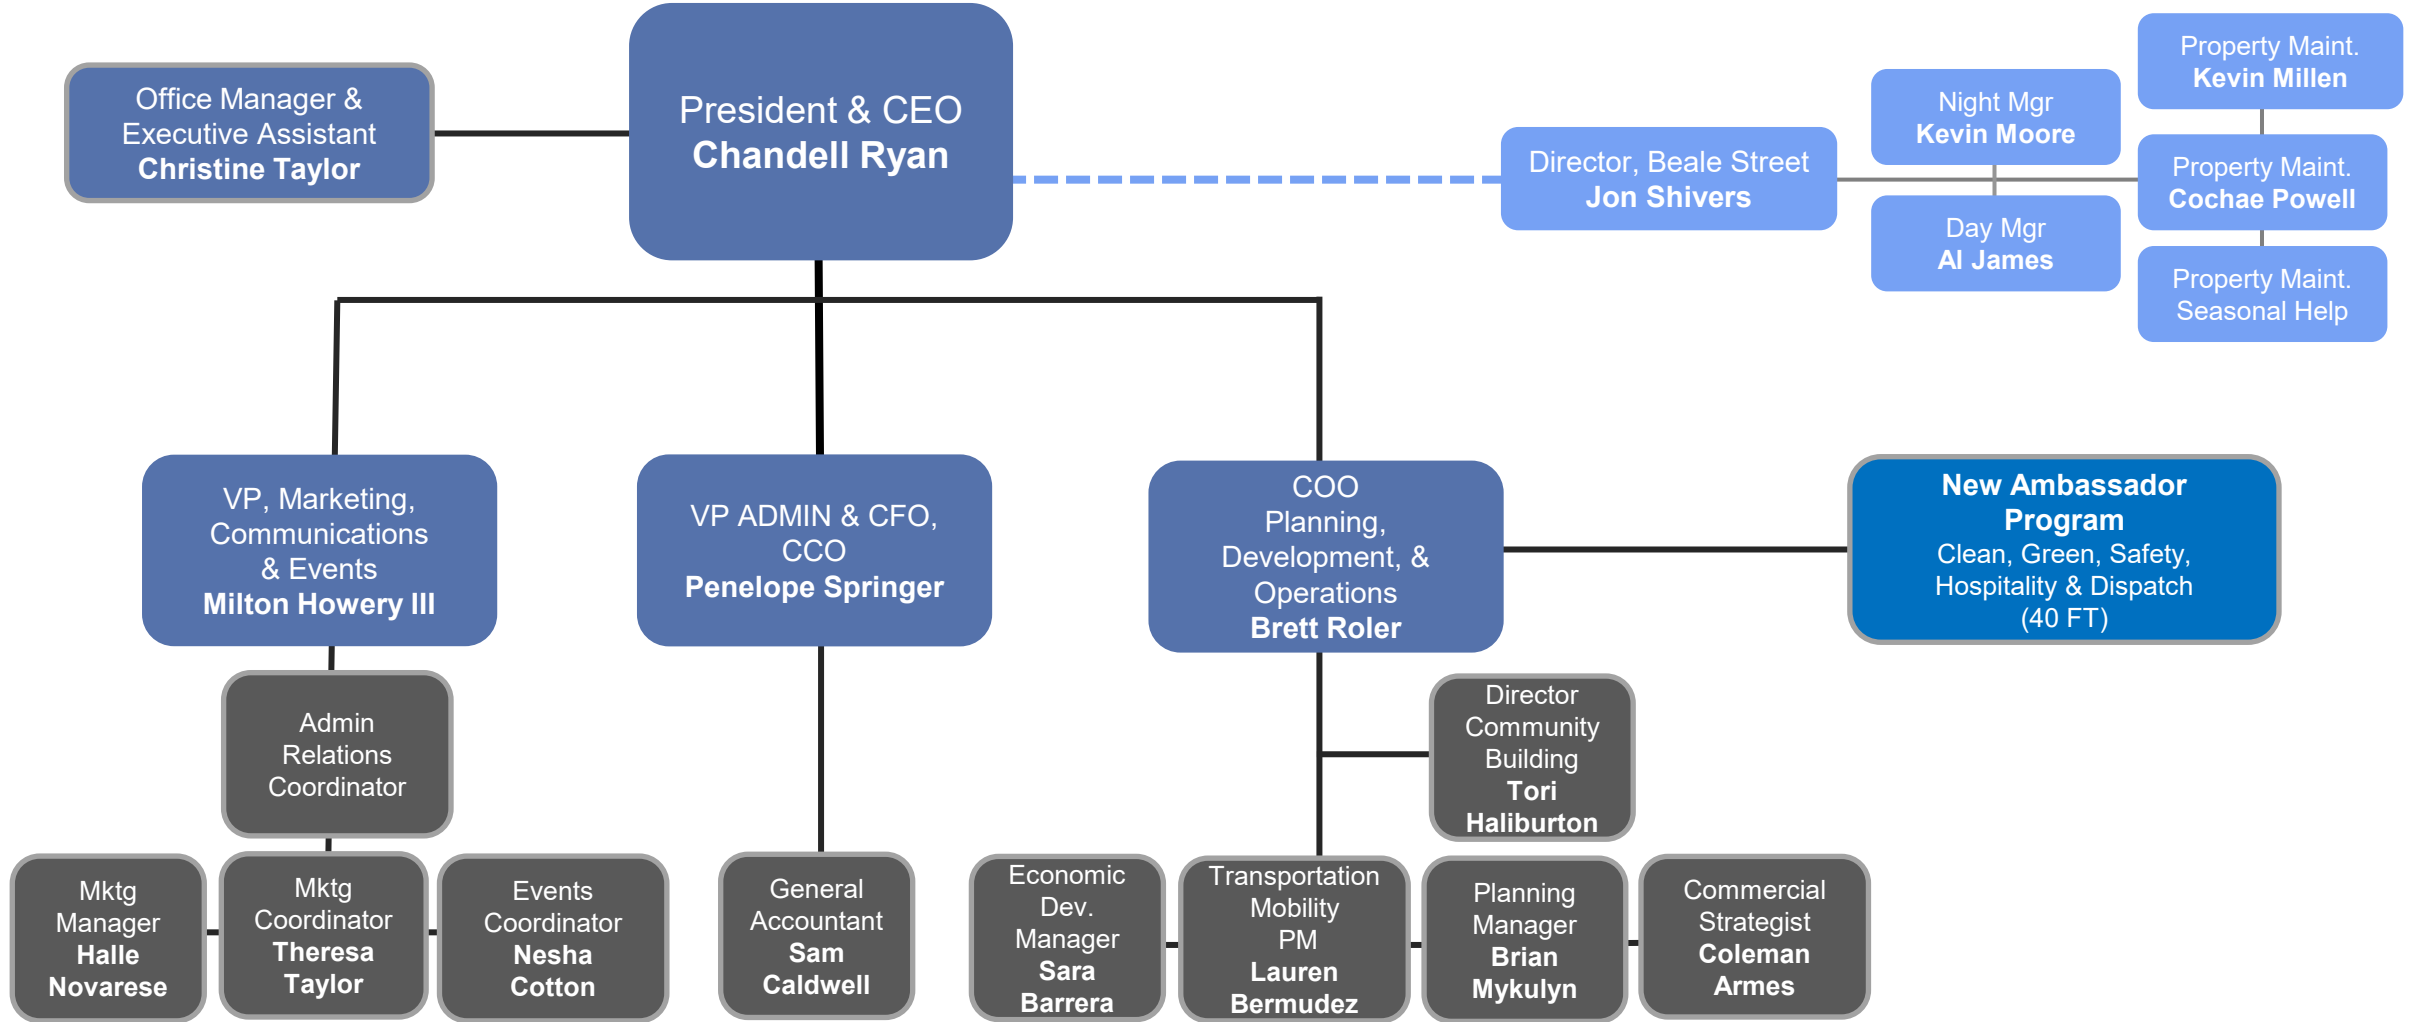 Office Manager &
Executive Assistant
Christine Taylor
President & CEO
Chandell Ryan
Director, Beale Street
Jon Shivers
Night Mgr
Kevin Moore
Day Mgr
Al James
Property Maint.
Kevin Millen
Property Maint.
Cochae Powell
Property Maint.
Seasonal Help
VP, Marketing,
Communications
& Events
Milton Howery III
VP ADMIN & CFO,
CCO
Penelope Springer
COO
Planning,
Development, &
Operations
Brett Roler
New Ambassador
Program
Clean, Green, Safety,
Hospitality & Dispatch
(40 FT)
Admin
Relations
Coordinator
Director
Community
Building
Tori
Haliburton
Mktg
Manager
Halle
Novarese
Mktg
Coordinator
Theresa
Taylor
Events
Coordinator
Nesha
Cotton
General
Accountant
Sam
Caldwell
Economic
Dev.
Manager
Sara
Barrera
Transportation
Mobility
PM
Lauren
Bermudez
Planning
Manager
Brian
Mykulyn
Commercial
Strategist
Coleman
Armes